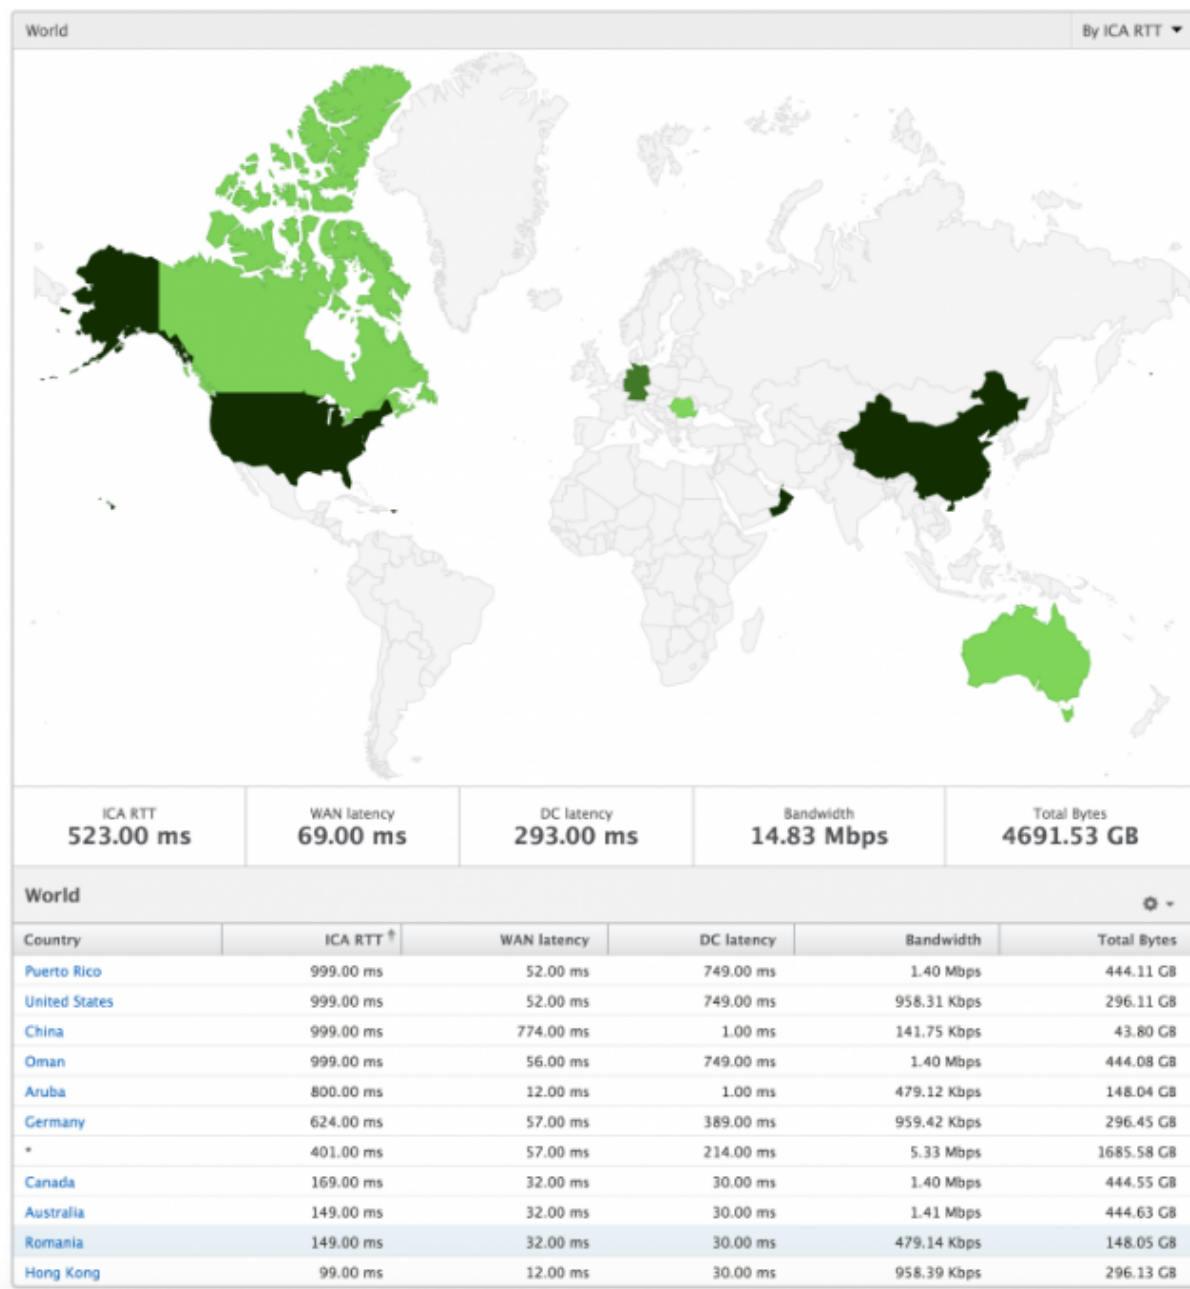 World By ICA RTT
ICA RTT WAN latency DC latency Bandwidth Total Bytes
523.00 ms 69.00 ms 293.00 ms 14.83 Mbps 4691.53 GB
World
Country ICA RTT WAN latency DC latency Bandwidth Total Bytes
Puerto Rico 999.00 ms 52.00 ms 749.00 ms 1.40 Mbps 444.11 GB
United States 999.00 ms 52.00 ms 749.00 ms 958.31 Kbps 296.11 GB
China 999.00 ms 774.00 ms 1.00 ms 141.75 Kbps 43.80 GB
Oman 999.00 ms 56.00 ms 749.00 ms 1.40 Mbps 444.08 GB
Aruba 800.00 ms 12.00 ms 1.00 ms 479.12 Kbps 148.04 GB
Germany 624.00 ms 57.00 ms 389.00 ms 959.42 Kbps 296.45 GB
* 401.00 ms 57.00 ms 214.00 ms 5.33 Mbps 1685.58 GB
Canada 169.00 ms 32.00 ms 30.00 ms 1.40 Mbps 444.55 GB
Australia 149.00 ms 32.00 ms 30.00 ms 1.41 Mbps 444.63 GB
Romania 149.00 ms 32.00 ms 30.00 ms 479.14 Kbps 148.05 GB
Hong Kong 99.00 ms 12.00 ms 30.00 ms 958.39 Kbps 296.13 GB